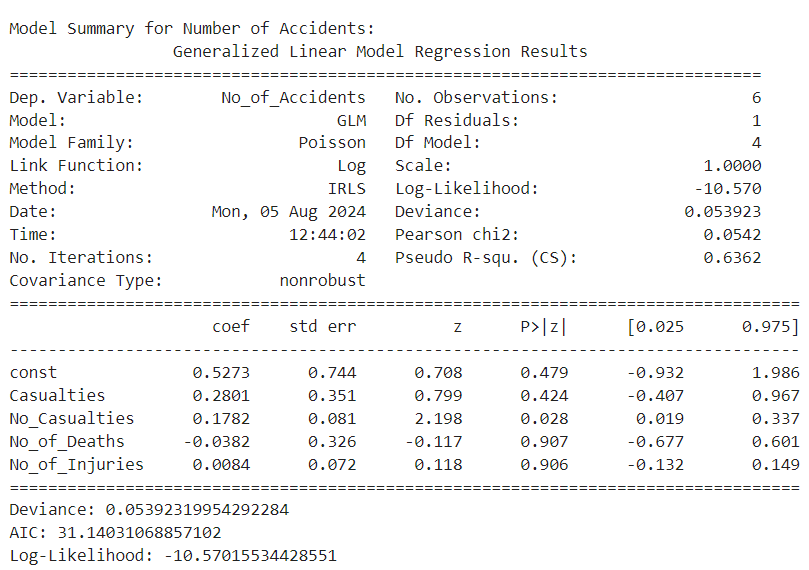 Model Summary for Number of Accidents:
                 Generalized Linear Model Regression Results
==============================================================================
Dep. Variable:        No_of_Accidents   No. Observations:                    6
Model:                            GLM   Df Residuals:                        1
Model Family:                 Poisson   Df Model:                            4
Link Function:                    Log   Scale:                          1.0000
Method:                          IRLS   Log-Likelihood:                -10.570
Date:                Mon, 05 Aug 2024   Deviance:                     0.053923
Time:                        12:44:02   Pearson chi2:                   0.0542
No. Iterations:                     4   Pseudo R-squ. (CS):             0.6362
Covariance Type:            nonrobust
==================================================================================
                     coef    std err          z      P>|z|      [0.025      0.975]
----------------------------------------------------------------------------------
const              0.5273      0.744      0.708      0.479      -0.932       1.986
Casualties         0.2801      0.351      0.799      0.424      -0.407       0.967
No_Casualties      0.1782      0.081      2.198      0.028       0.019       0.337
No_of_Deaths      -0.0382      0.326     -0.117      0.907      -0.677       0.601
No_of_Injuries     0.0084      0.072      0.118      0.906      -0.132       0.149
==================================================================================
Deviance: 0.05392319954292284
AIC: 31.14031068857102
Log-Likelihood: -10.57015534428551